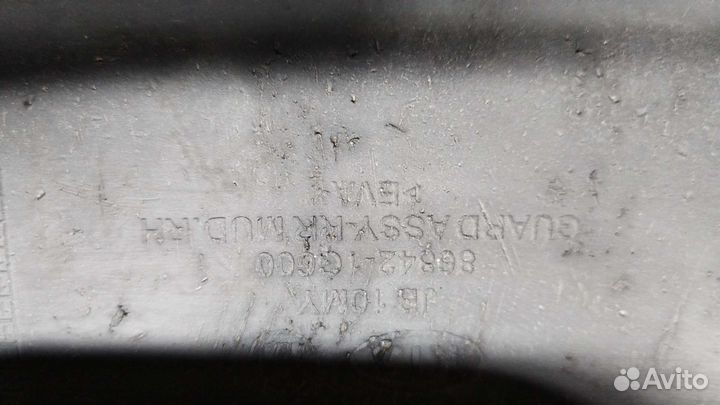 JB 10MY
86842-1G600
GUARD ASSY-RR MUD.RH
>EVA<
Avito